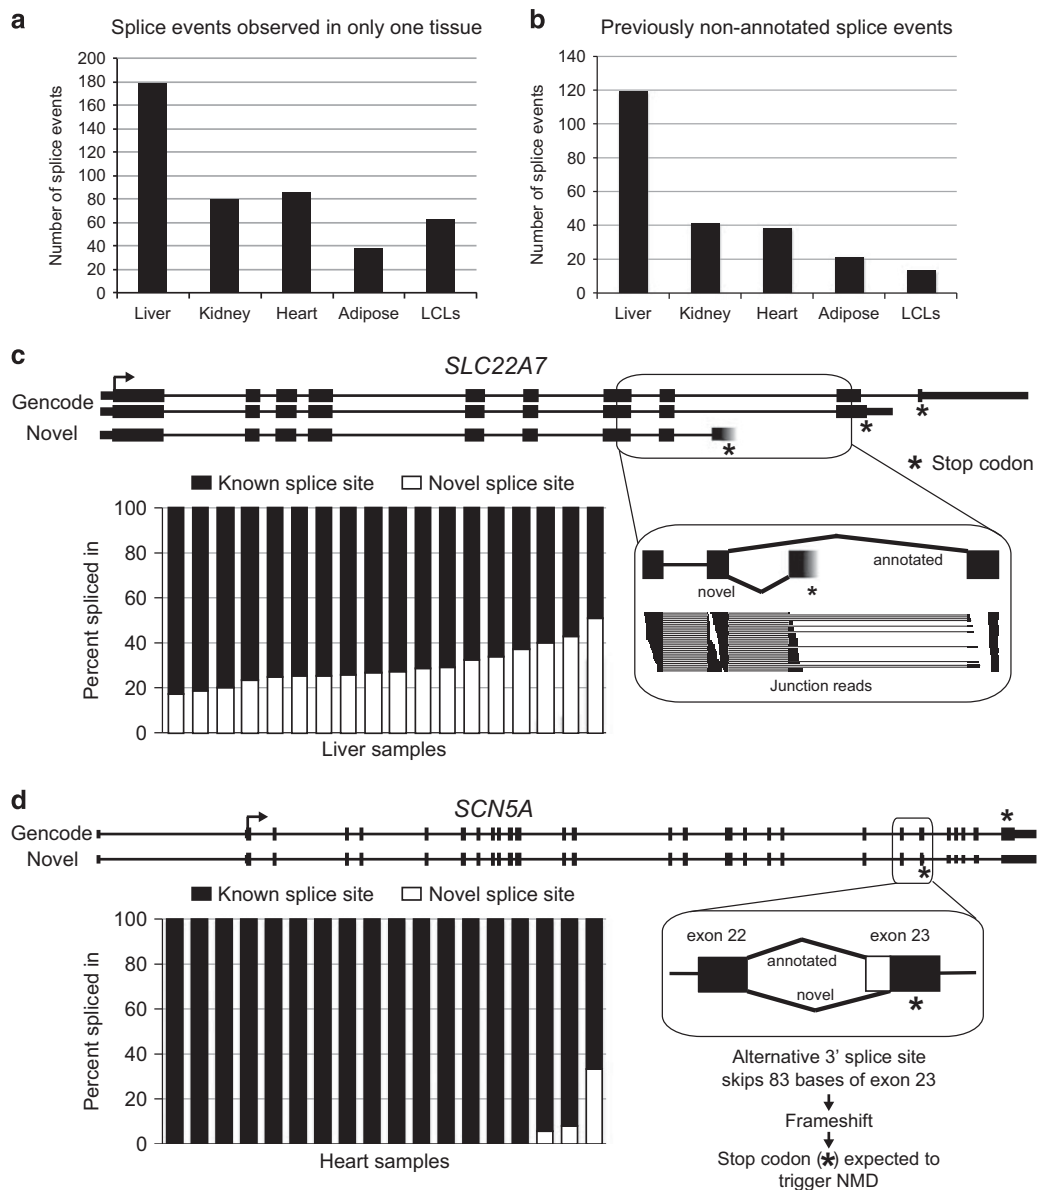 a
Splice events observed in only one tissue
Number of splice events
200
180
160
140
120
100
80
60
40
20
0
Liver Kidney Heart Adipose LCLs
b
Previously non-annotated splice events
Number of splice events
140
120
100
80
60
40
20
0
Liver Kidney Heart Adipose LCLs
c
SLC22A7
Gencode
Novel
*
*
*
* Stop codon
Known splice site Novel splice site
Percent spliced in
100
80
60
40
20
0
Liver samples
annotated
novel
*
Junction reads
d
SCN5A
Gencode
Novel
*
*
Known splice site Novel splice site
Percent spliced in
100
80
60
40
20
0
Heart samples
exon 22 exon 23
annotated
novel
*
Alternative 3' splice site
skips 83 bases of exon 23
Frameshift
Stop codon (*) expected to
trigger NMD